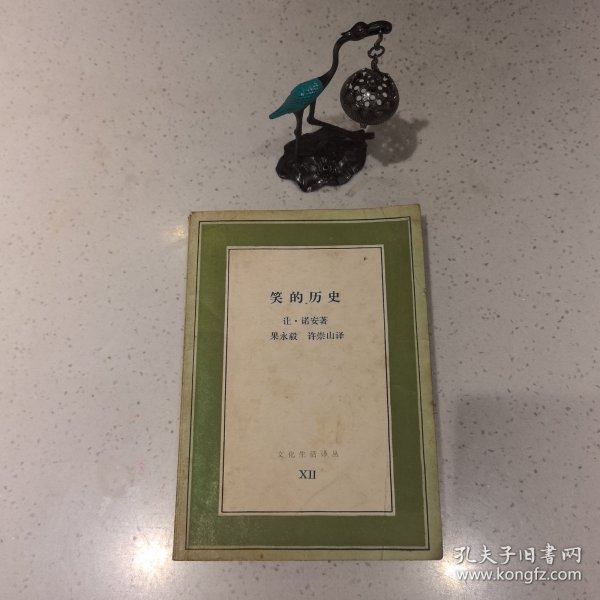 笑的历史
让·诺安著
果永毅 许崇山译
文化生活译丛
XII
孔夫子旧书网
www.kongfz.com